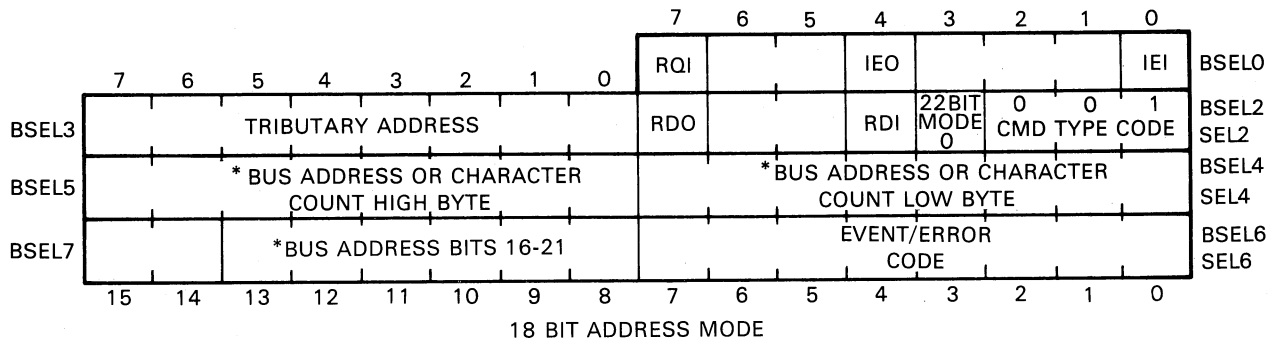 7 6 5 4 3 2 1 0
RQI IEO IEI BSELO
7 6 5 4 3 2 1 0
BSEL3 TRIBUTARY ADDRESS RDO RDI 22BIT MODE 0 0 0 1 CMD TYPE CODE BSEL2 SEL2
BSEL5 *BUS ADDRESS OR CHARACTER COUNT HIGH BYTE *BUS ADDRESS OR CHARACTER COUNT LOW BYTE BSEL4 SEL4
BSEL7 *BUS ADDRESS BITS 16-21 EVENT/ERROR CODE BSEL6 SEL6
15 14 13 12 11 10 9 8 7 6 5 4 3 2 1 0
18 BIT ADDRESS MODE